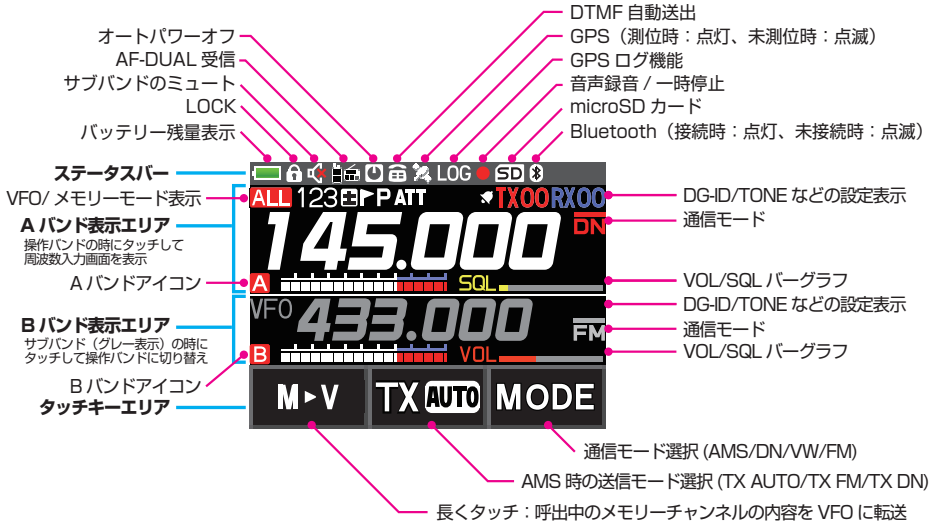 DTMF 自動送出
GPS（測位時：点灯、未測位時：点滅）
GPS ログ機能
音声録音 / 一時停止
microSD カード
Bluetooth（接続時：点灯、未接続時：点滅）
オートパワーオフ
AF-DUAL 受信
サブバンドのミュート
LOCK
バッテリー残量表示
ステータスバー
VFO/ メモリーモード表示
A バンド表示エリア
操作バンドの時にタッチして
周波数入力画面を表示
A バンドアイコン
B バンド表示エリア
サブバンド（グレー表示）の時に
タッチして操作バンドに切り替え
B バンドアイコン
タッチキーエリア
LOG SD
ALL 123 P ATT TX00 RX00
145.000 DN
A SQL
VFO 433.000 FM
B VOL
M►V TX AUTO MODE
DG-ID/TONE などの設定表示
通信モード
VOL/SQL バーグラフ
DG-ID/TONE などの設定表示
通信モード
VOL/SQL バーグラフ
通信モード選択 (AMS/DN/VW/FM)
AMS 時の送信モード選択 (TX AUTO/TX FM/TX DN)
長くタッチ：呼出中のメモリーチャンネルの内容を VFO に転送